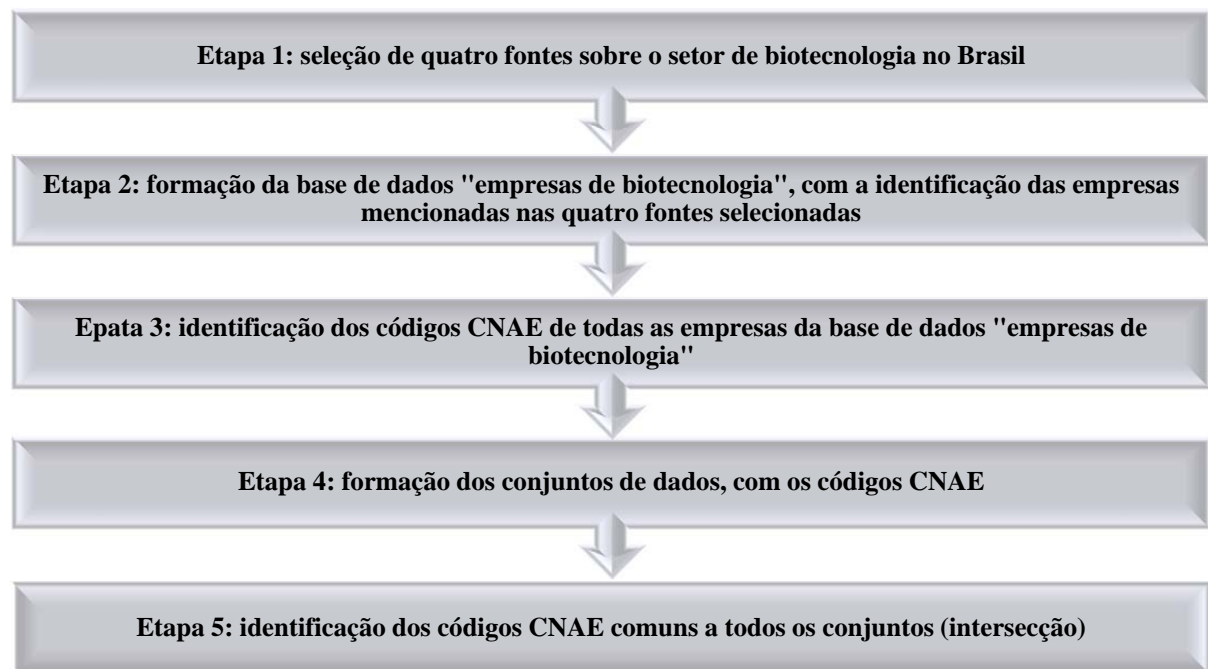 Etapa 1: seleção de quatro fontes sobre o setor de biotecnologia no Brasil
Etapa 2: formação da base de dados "empresas de biotecnologia", com a identificação das empresas
mencionadas nas quatro fontes selecionadas
Epata 3: identificação dos códigos CNAE de todas as empresas da base de dados "empresas de
biotecnologia"
Etapa 4: formação dos conjuntos de dados, com os códigos CNAE
Etapa 5: identificação dos códigos CNAE comuns a todos os conjuntos (intersecção)